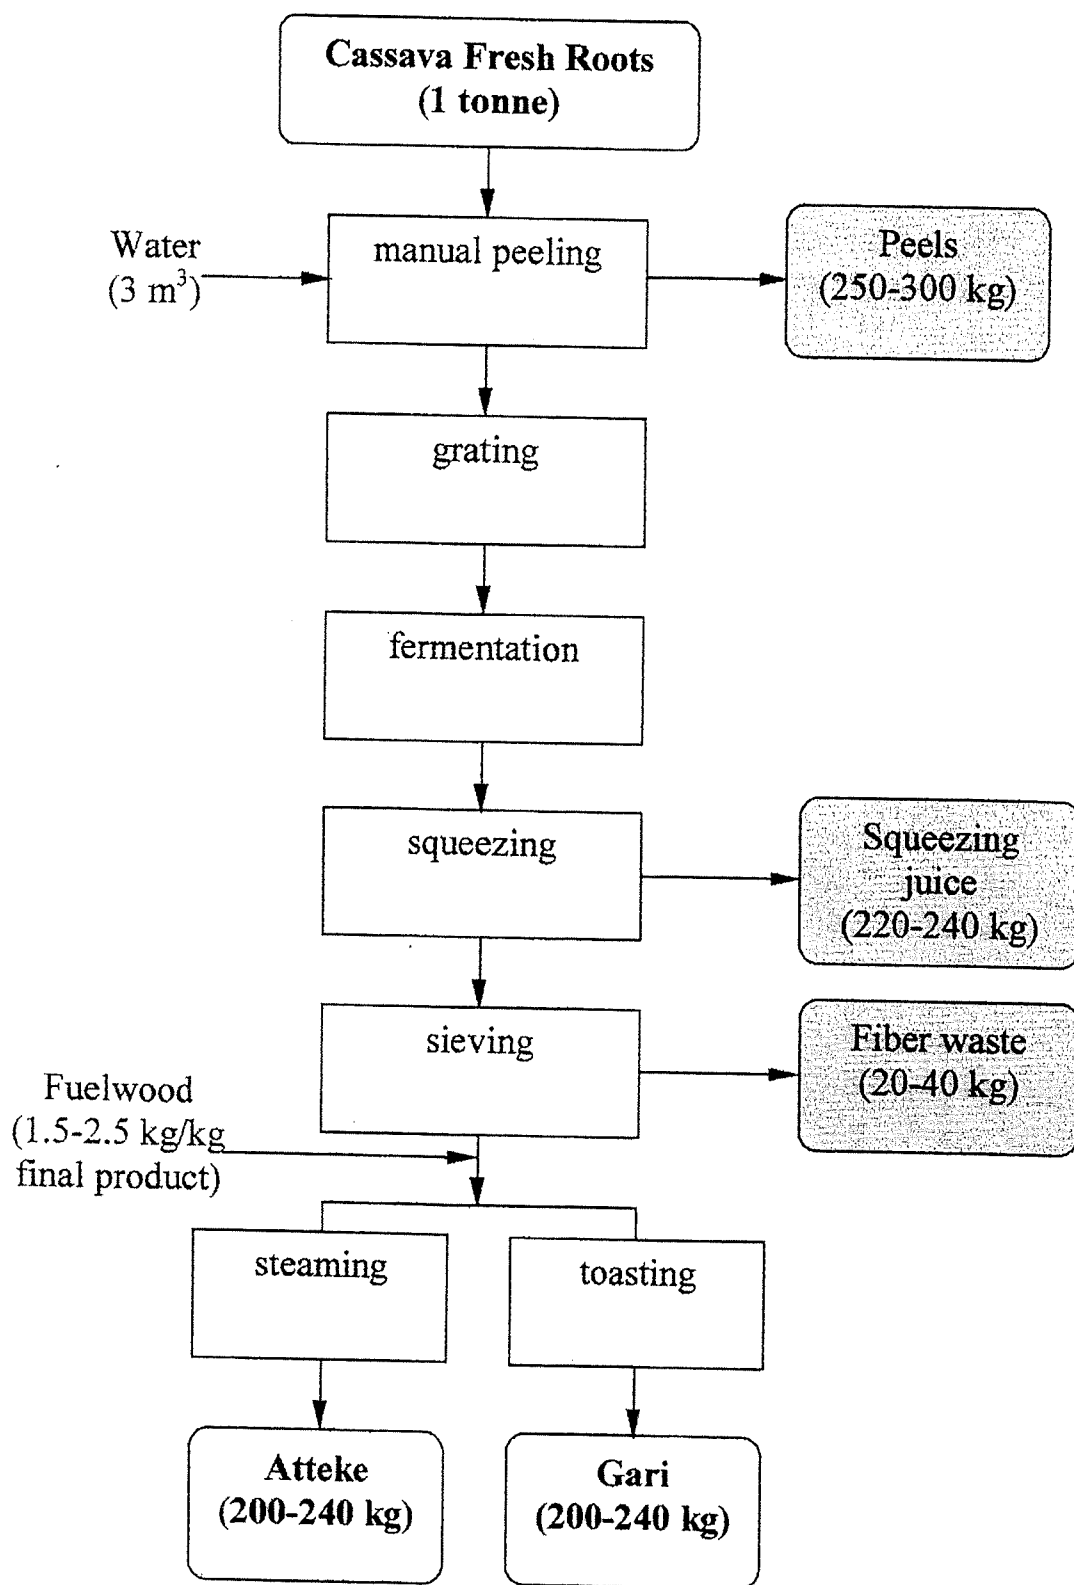 Cassava Fresh Roots
(1 tonne)
Water
(3 m³)
manual peeling
Peels
(250-300 kg)
grating
fermentation
squeezing
Squeezing
juice
(220-240 kg)
sieving
Fiber waste
(20-40 kg)
Fuelwood
(1.5-2.5 kg/kg
final product)
steaming
toasting
Atteke
(200-240 kg)
Gari
(200-240 kg)